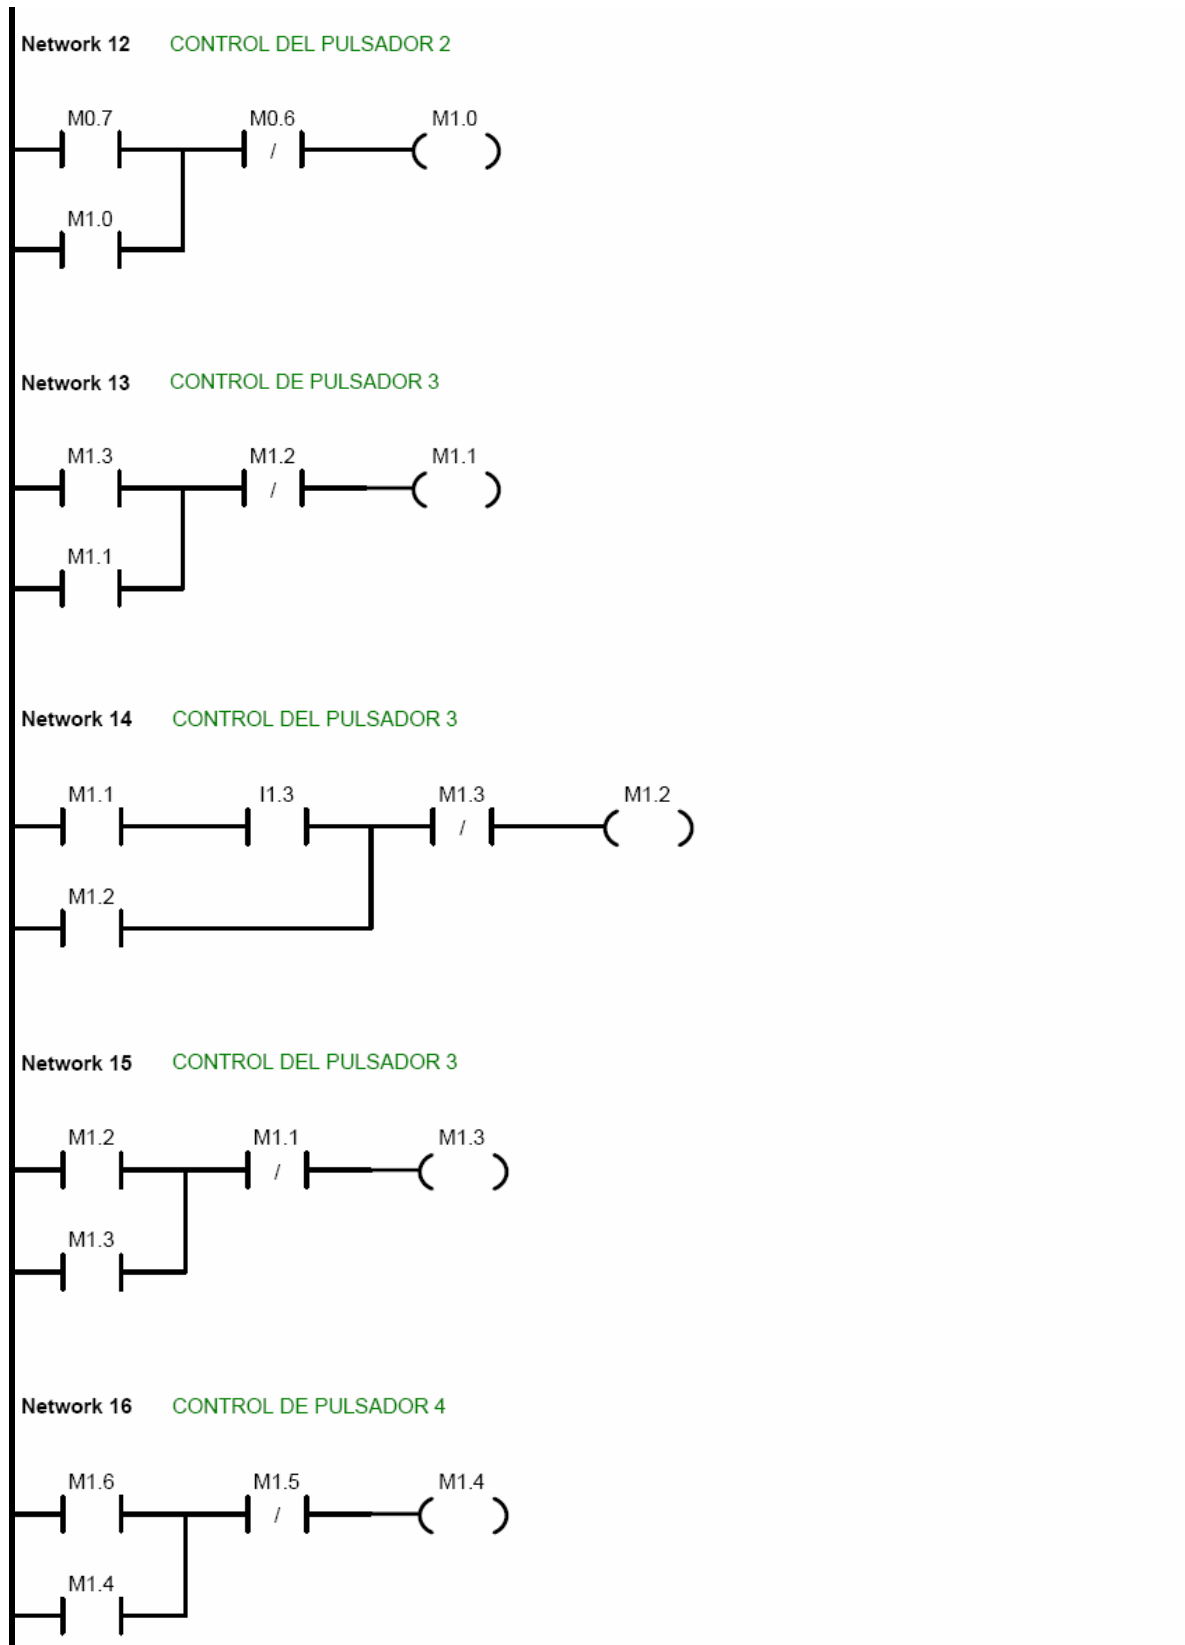 Network 12 CONTROL DEL PULSADOR 2
M0.7 M0.6 M1.0
/
M1.0
Network 13 CONTROL DE PULSADOR 3
M1.3 M1.2 M1.1
/
M1.1
Network 14 CONTROL DEL PULSADOR 3
M1.1 I1.3 M1.3 M1.2
/
M1.2
Network 15 CONTROL DEL PULSADOR 3
M1.2 M1.1 M1.3
/
M1.3
Network 16 CONTROL DE PULSADOR 4
M1.6 M1.5 M1.4
/
M1.4